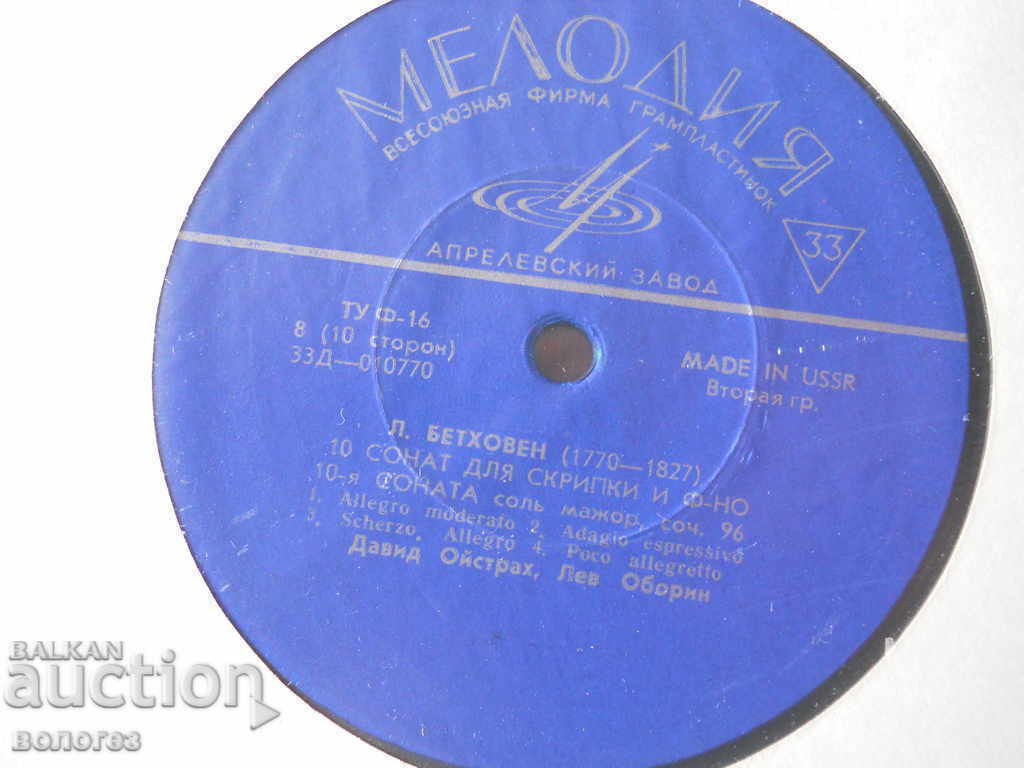 МЕЛОДИЯ
ВСЕСОЮЗНАЯ ФИРМА ГРАМПЛАСТИНОК
33
АПРЕЛЕВСКИЙ ЗАВОД
ТУ Ф-16
8 (10 сторон)
33Д—010770
MADE IN USSR
Вторая гр.
Л. БЕТХОВЕН (1770—1827)
10 СОНАТ ДЛЯ СКРИПКИ И Ф-НО
10-я СОНАТА соль мажор, соч. 96
1. Allegro moderato 2. Adagio espressivo
3. Scherzo. Allegro 4. Poco allegretto
Давид Ойстрах, Лев Оборин
BALKAN
auction
волог63